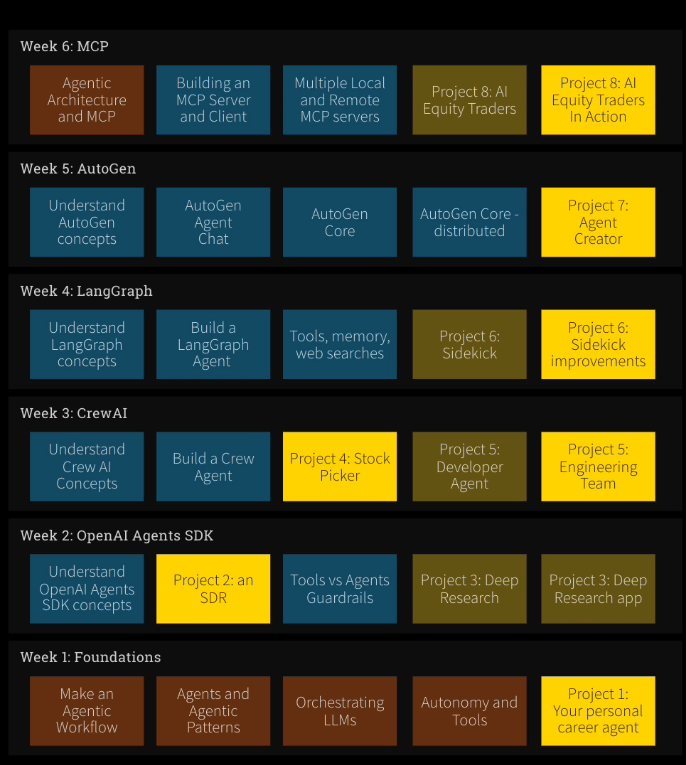 Week 6: MCP
Agentic
Architecture
and MCP
Building an
MCP Server
and Client
Multiple Local
and Remote
MCP servers
Project 8: AI
Equity Traders
Project 8: AI
Equity Traders
In Action
Week 5: AutoGen
Understand
AutoGen
concepts
AutoGen
Agent
Chat
AutoGen
Core
AutoGen Core -
distributed
Project 7:
Agent
Creator
Week 4: LangGraph
Understand
LangGraph
concepts
Build a
LangGraph
Agent
Tools, memory,
web searches
Project 6:
Sidekick
Project 6:
Sidekick
improvements
Week 3: CrewAI
Understand
Crew AI
Concepts
Build a Crew
Agent
Project 4: Stock
Picker
Project 5:
Developer
Agent
Project 5:
Engineering
Team
Week 2: OpenAI Agents SDK
Understand
OpenAI Agents
SDK concepts
Project 2: an
SDR
Tools vs Agents
Guardrails
Project 3: Deep
Research
Project 3: Deep
Research app
Week 1: Foundations
Make an
Agentic
Workflow
Agents and
Agentic
Patterns
Orchestrating
LLMs
Autonomy and
Tools
Project 1:
Your personal
career agent